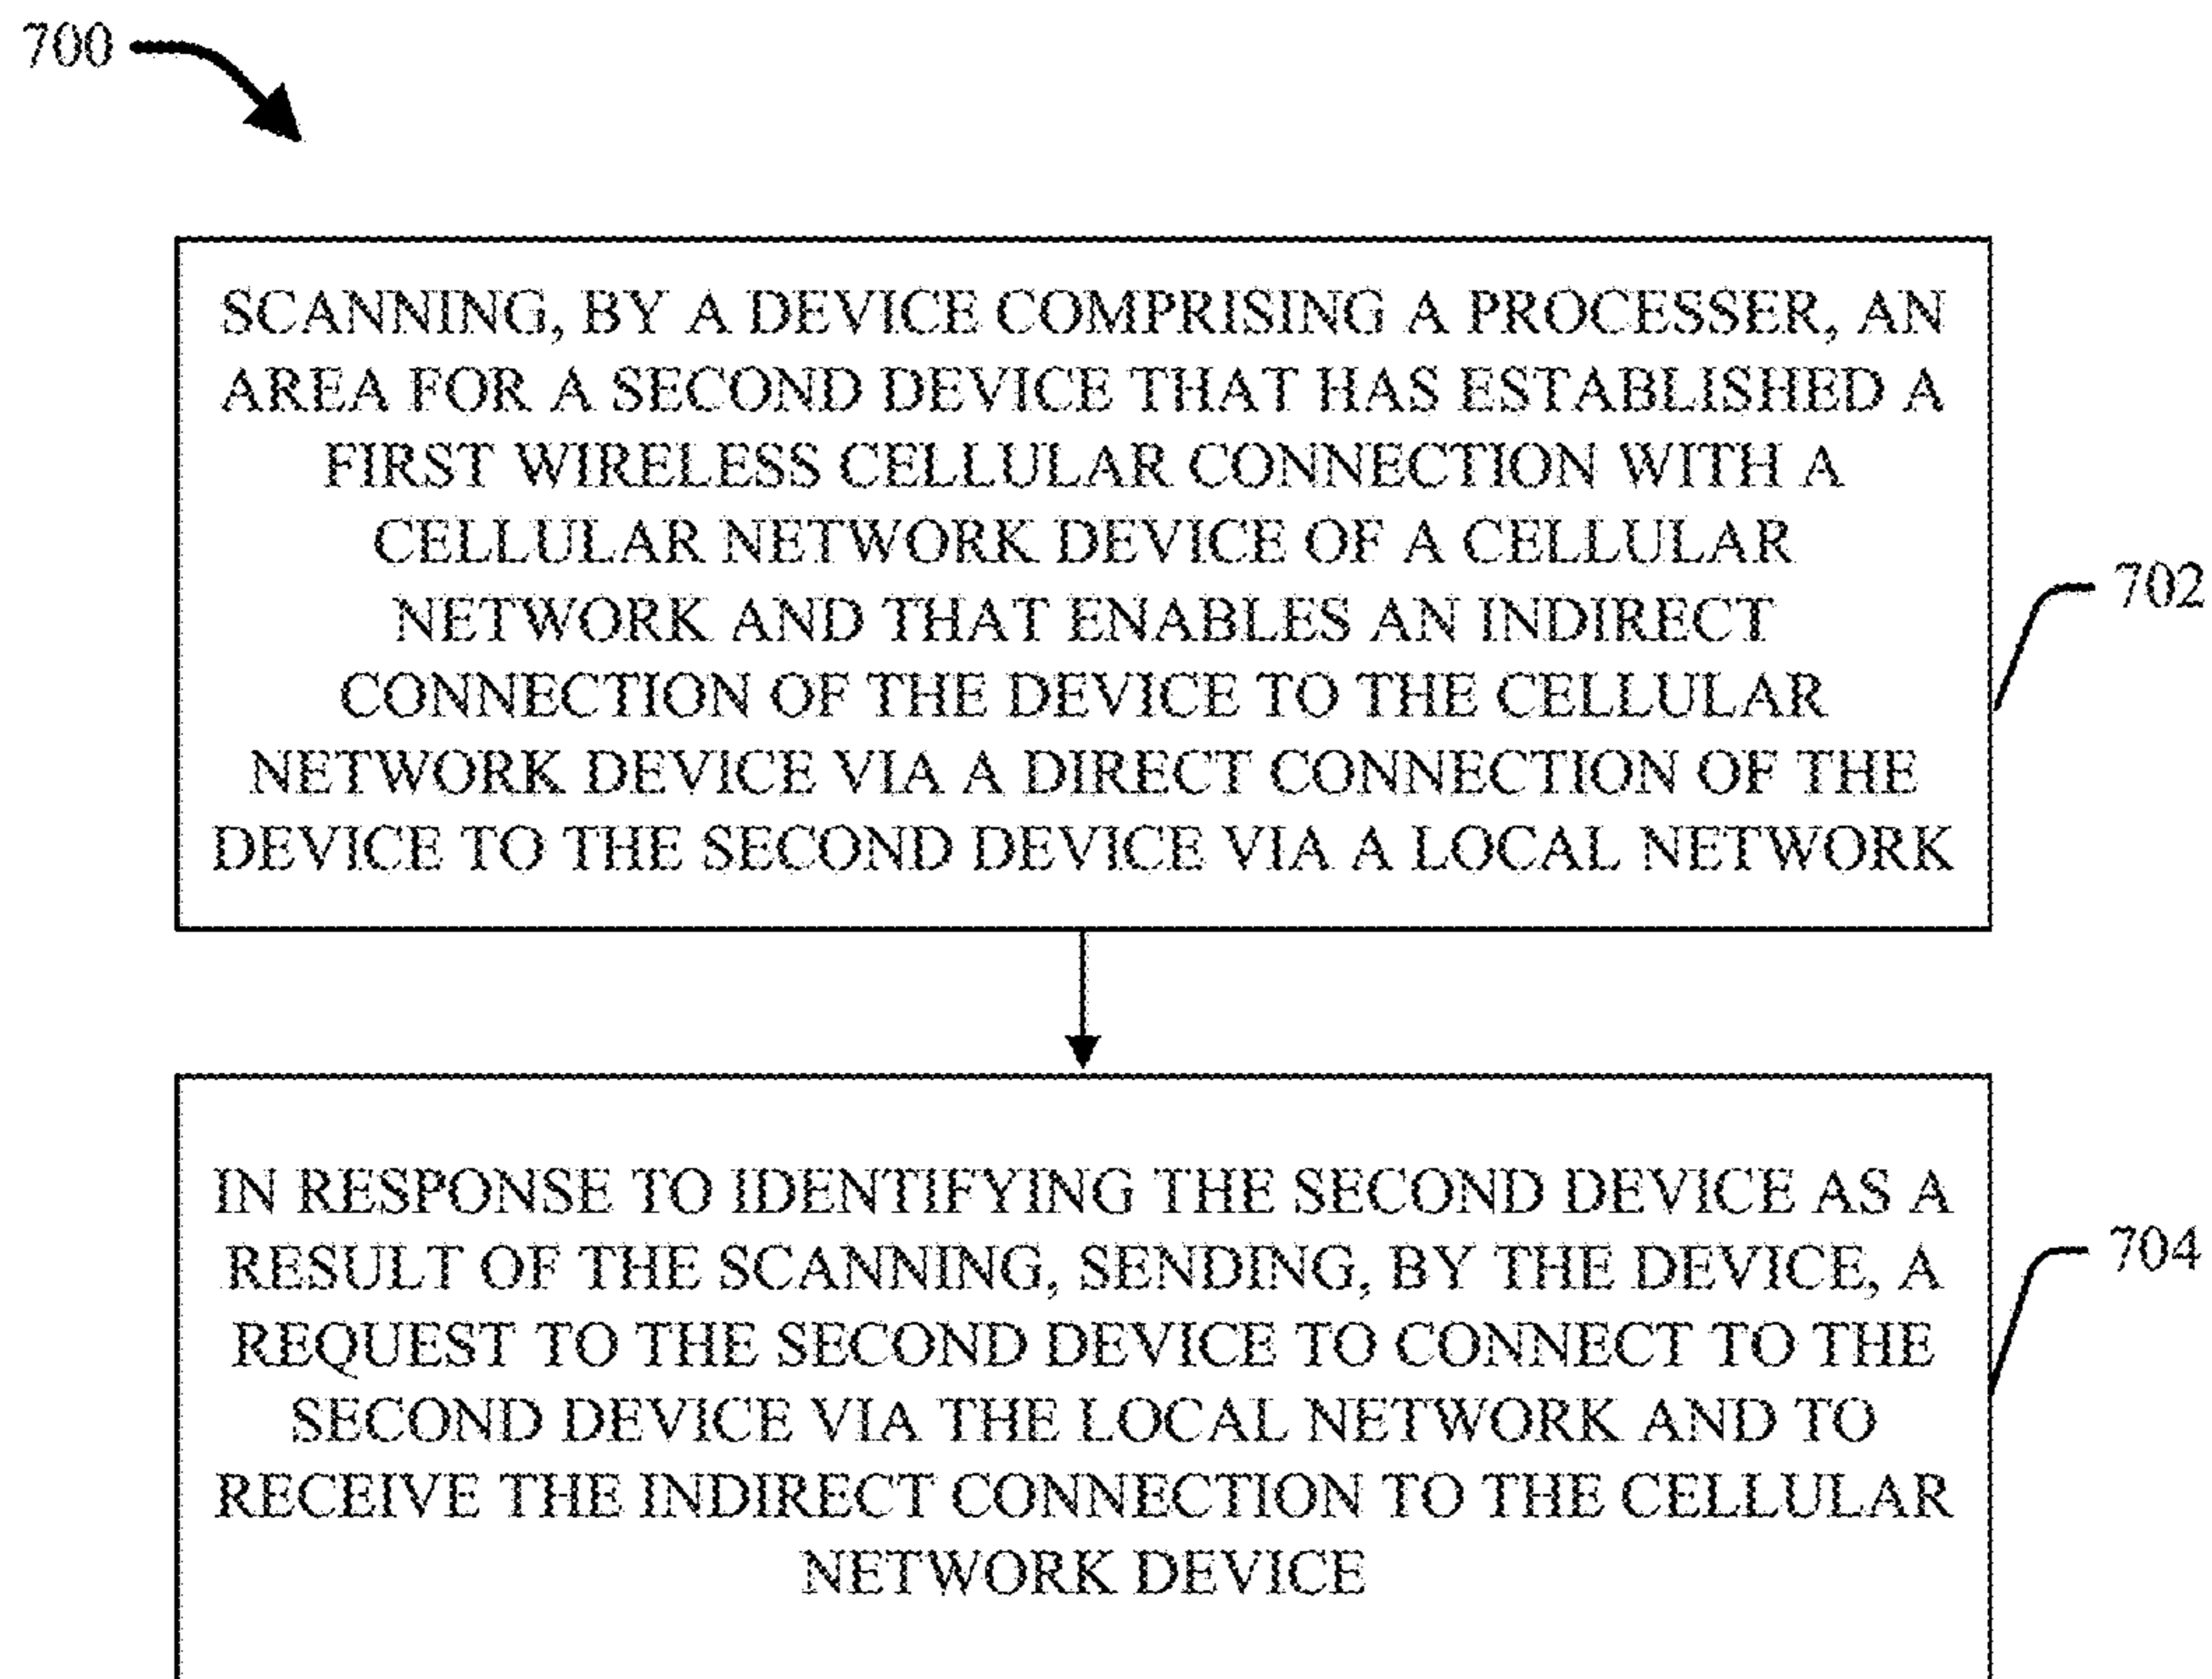 700
SCANNING, BY A DEVICE COMPRISING A PROCESSER, AN
AREA FOR A SECOND DEVICE THAT HAS ESTABLISHED A
FIRST WIRELESS CELLULAR CONNECTION WITH A
CELLULAR NETWORK DEVICE OF A CELLULAR
NETWORK AND THAT ENABLES AN INDIRECT
CONNECTION OF THE DEVICE TO THE CELLULAR
NETWORK DEVICE VIA A DIRECT CONNECTION OF THE
DEVICE TO THE SECOND DEVICE VIA A LOCAL NETWORK
702
IN RESPONSE TO IDENTIFYING THE SECOND DEVICE AS A
RESULT OF THE SCANNING, SENDING, BY THE DEVICE, A
REQUEST TO THE SECOND DEVICE TO CONNECT TO THE
SECOND DEVICE VIA THE LOCAL NETWORK AND TO
RECEIVE THE INDIRECT CONNECTION TO THE CELLULAR
NETWORK DEVICE
704